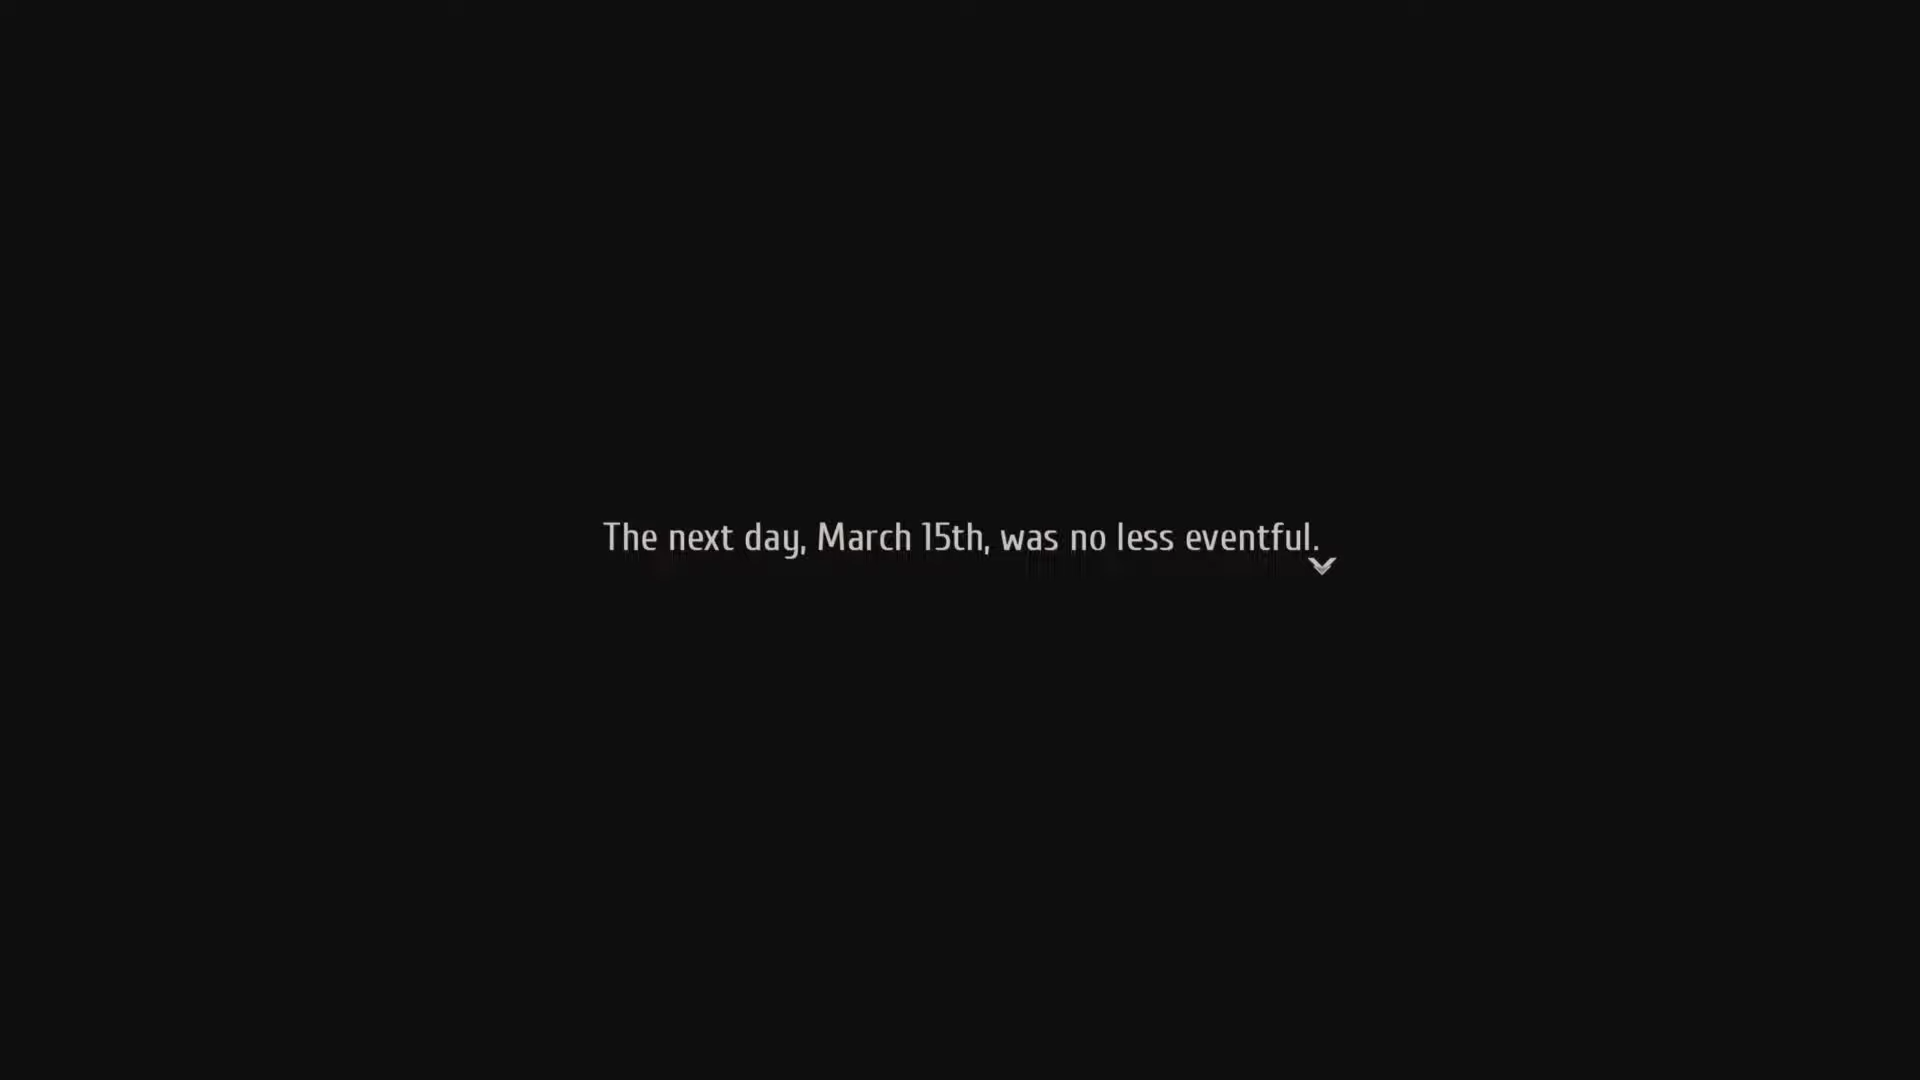 The next day, March 15th, was no less eventful.